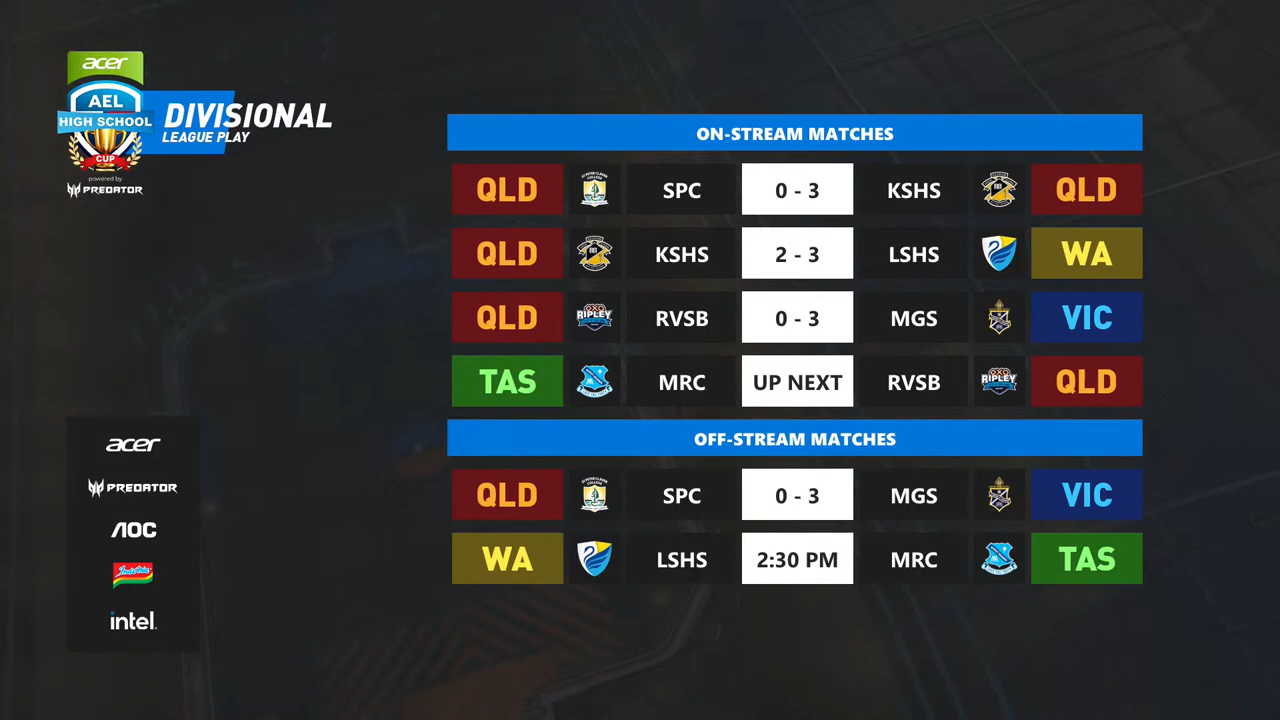 acer
AEL
HIGH SCHOOL
CUP
powered by
PREDATOR
DIVISIONAL
LEAGUE PLAY
ON-STREAM MATCHES
QLD SPC 0 - 3 KSHS QLD
QLD KSHS 2 - 3 LSHS WA
QLD RIPLEY RVSB 0 - 3 MGS VIC
TAS MRC UP NEXT RVSB RIPLEY QLD
OFF-STREAM MATCHES
QLD SPC 0 - 3 MGS VIC
WA LSHS 2:30 PM MRC TAS
acer
PREDATOR
AOC
Indomie
intel.